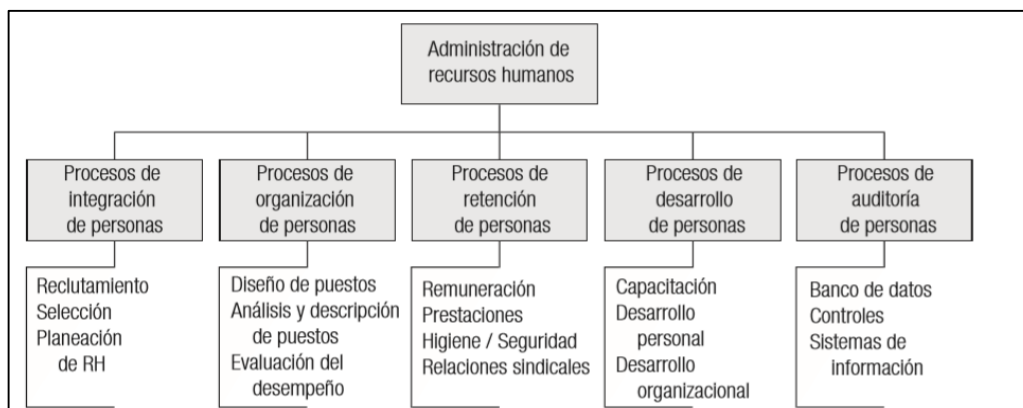 Administración de
recursos humanos
Procesos de
integración
de personas
Procesos de
organización
de personas
Procesos de
retención
de personas
Procesos de
desarrollo
de personas
Procesos de
auditoría
de personas
Reclutamiento
Selección
Planeación
de RH
Diseño de puestos
Análisis y descripción
de puestos
Evaluación del
desempeño
Remuneración
Prestaciones
Higiene / Seguridad
Relaciones sindicales
Capacitación
Desarrollo
personal
Desarrollo
organizacional
Banco de datos
Controles
Sistemas de
información